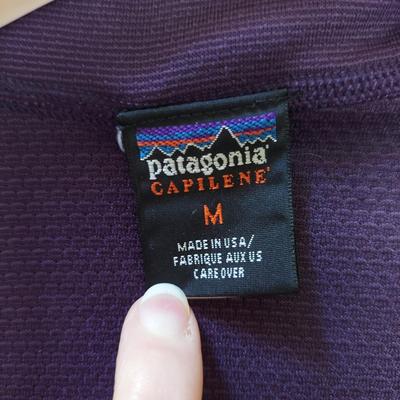 patagonia®
CAPILENE®
M
MADE IN USA/
FABRIQUE AUX US
CARE OVER